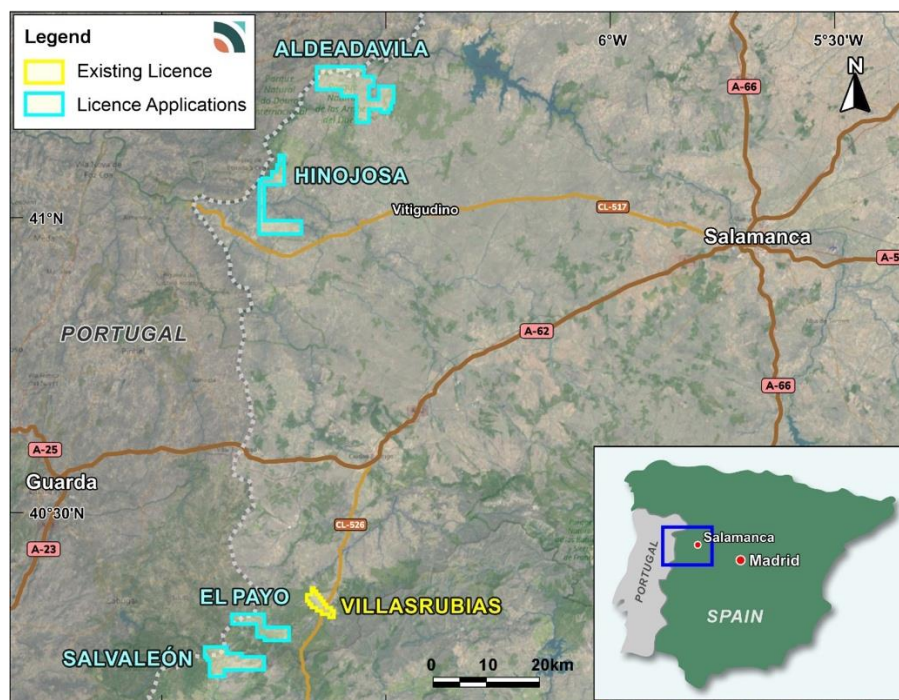 Legend
Existing Licence
Licence Applications
ALDEADAVILA
6°W
5°30'W
N
A-66
HINOJOSA
41°N
Vitigudino
CL-517
Salamanca
A-5
PORTUGAL
A-62
A-66
A-25
Guarda
40°30'N
CL-526
A-23
EL PAYO
VILLASRUBIAS
SALVALEÓN
0 10 20km
Salamanca
Madrid
PORTUGAL
SPAIN